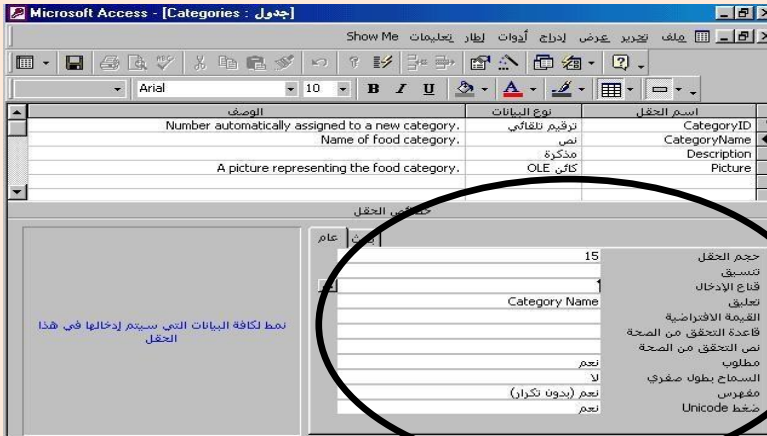 Microsoft Access - [Categories : جدول]
ملف تحرير عرض إدراج أدوات إطار تعليمات Show Me
Arial 10 B I U
اسم الحقل نوع البيانات الوصف
CategoryID ترقيم تلقائي Number automatically assigned to a new category.
CategoryName نص Name of food category.
Description مذكرة
Picture كائن OLE A picture representing the food category.
خصائص الحقل
عام بحث
حجم الحقل 15
تنسيق
قناع الإدخال
تعليق Category Name
القيمة الافتراضية
قاعدة التحقق من الصحة
نص التحقق من الصحة
مطلوب نعم
السماح بطول صفري لا
مفهرس نعم (بدون تكرار)
ضغط Unicode نعم
نمط لكافة البيانات التي سيتم إدخالها في هذا
الحقل